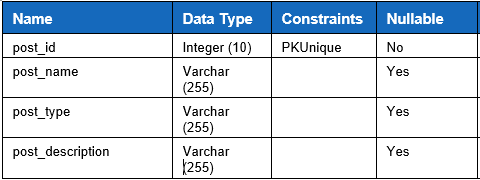 Name Data Type Constraints Nullable
post_id Integer (10) PKUnique No
post_name Varchar Yes
(255)
post_type Varchar Yes
(255)
post_description Varchar Yes
(255)